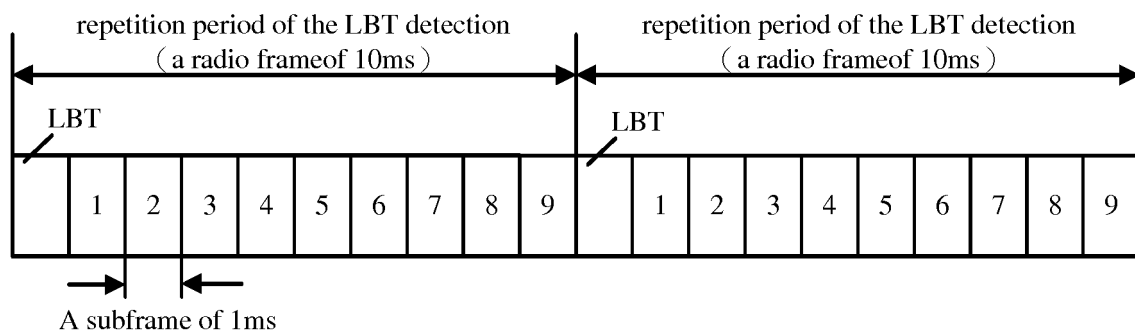 repetition period of the LBT detection
（a radio frameof 10ms）
repetition period of the LBT detection
（a radio frameof 10ms）
LBT
LBT
1 2 3 4 5 6 7 8 9 1 2 3 4 5 6 7 8 9
A subframe of 1ms